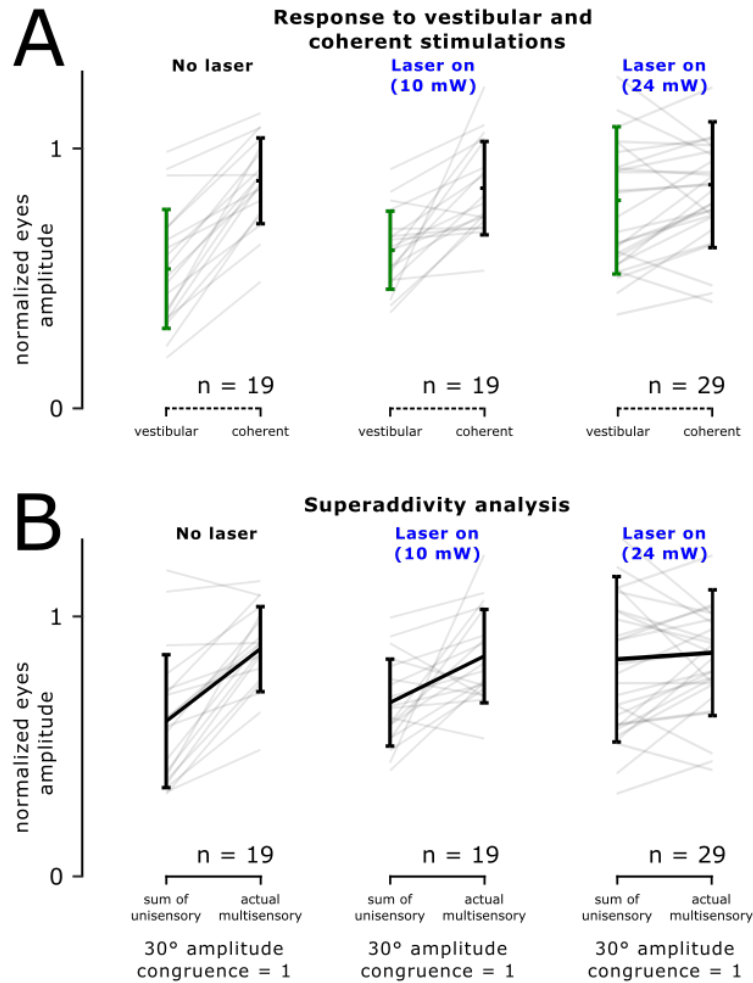 A
Response to vestibular and
coherent stimulations
No laser
Laser on
(10 mW)
Laser on
(24 mW)
normalized eyes
amplitude
1
0
n = 19
n = 19
n = 29
vestibular
coherent
vestibular
coherent
vestibular
coherent
B
Superaddivity analysis
No laser
Laser on
(10 mW)
Laser on
(24 mW)
normalized eyes
amplitude
1
0
n = 19
n = 19
n = 29
sum of
unisensory
actual
multisensory
sum of
unisensory
actual
multisensory
sum of
unisensory
actual
multisensory
30° amplitude
congruence = 1
30° amplitude
congruence = 1
30° amplitude
congruence = 1